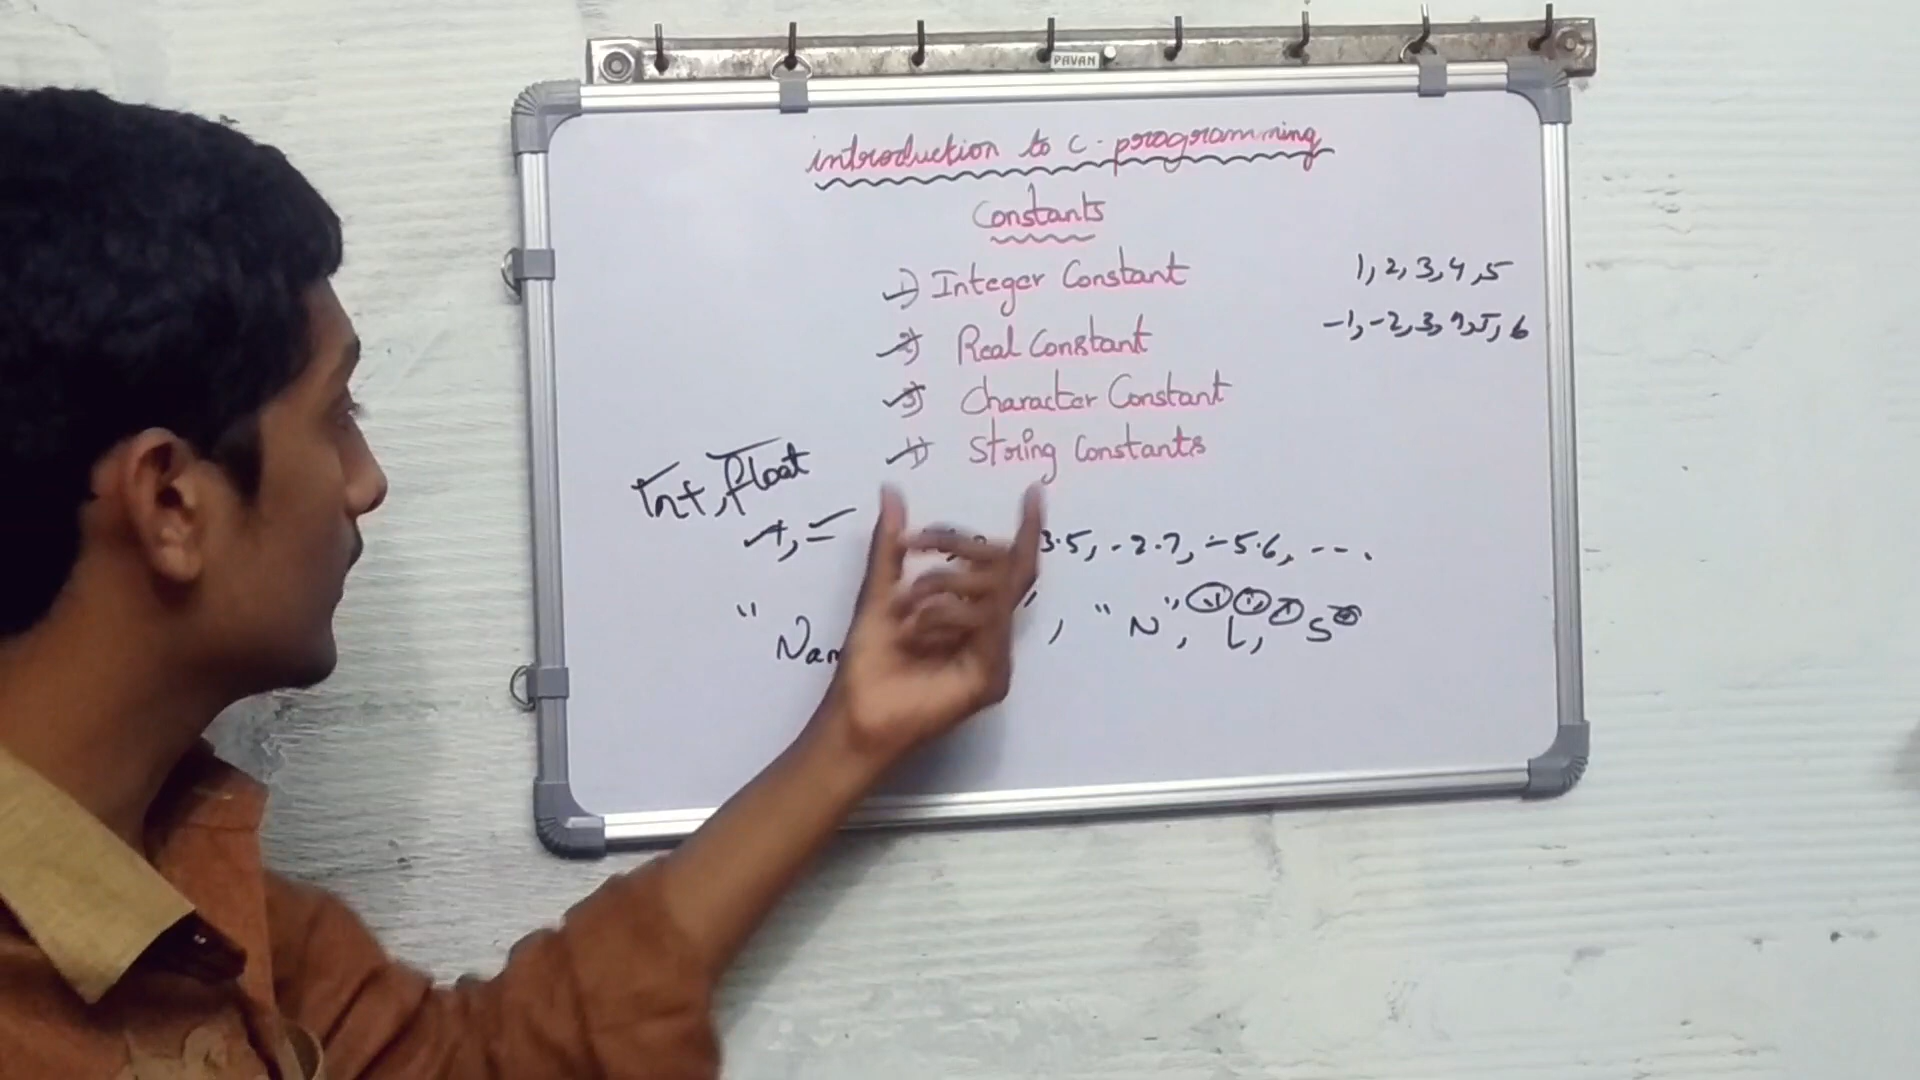 PAVAN
introduction to c. programming
Constants
1) Integer Constant
1, 2, 3, 4, 5
2) Real Constant
-1, -2, 3, 4, 5, 6
3) Character Constant
String Constants
Int, float
+, =
3.5, -2.7, -5.6, ---.
" Nam
, "N", L, S